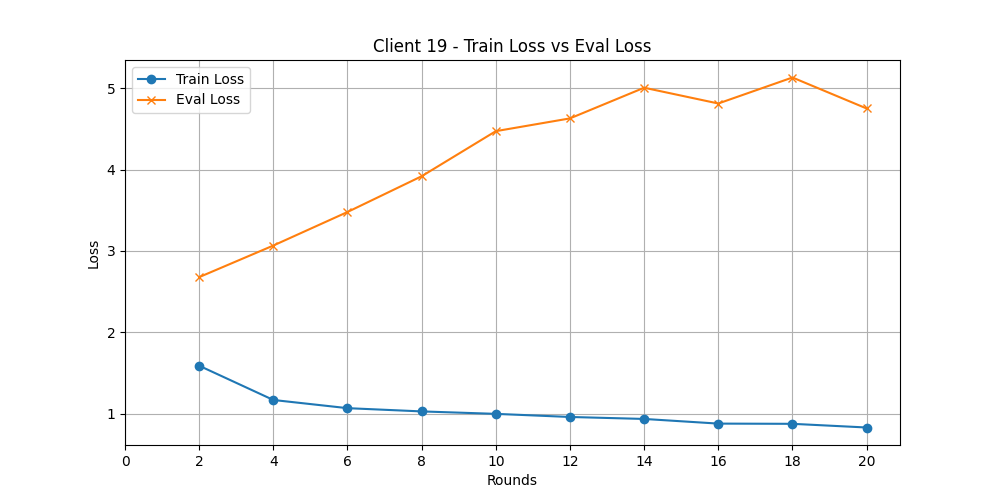 Client 19 - Train Loss vs Eval Loss
Train Loss
Eval Loss
5
4
3
2
1
Loss
0 2 4 6 8 10 12 14 16 18 20
Rounds